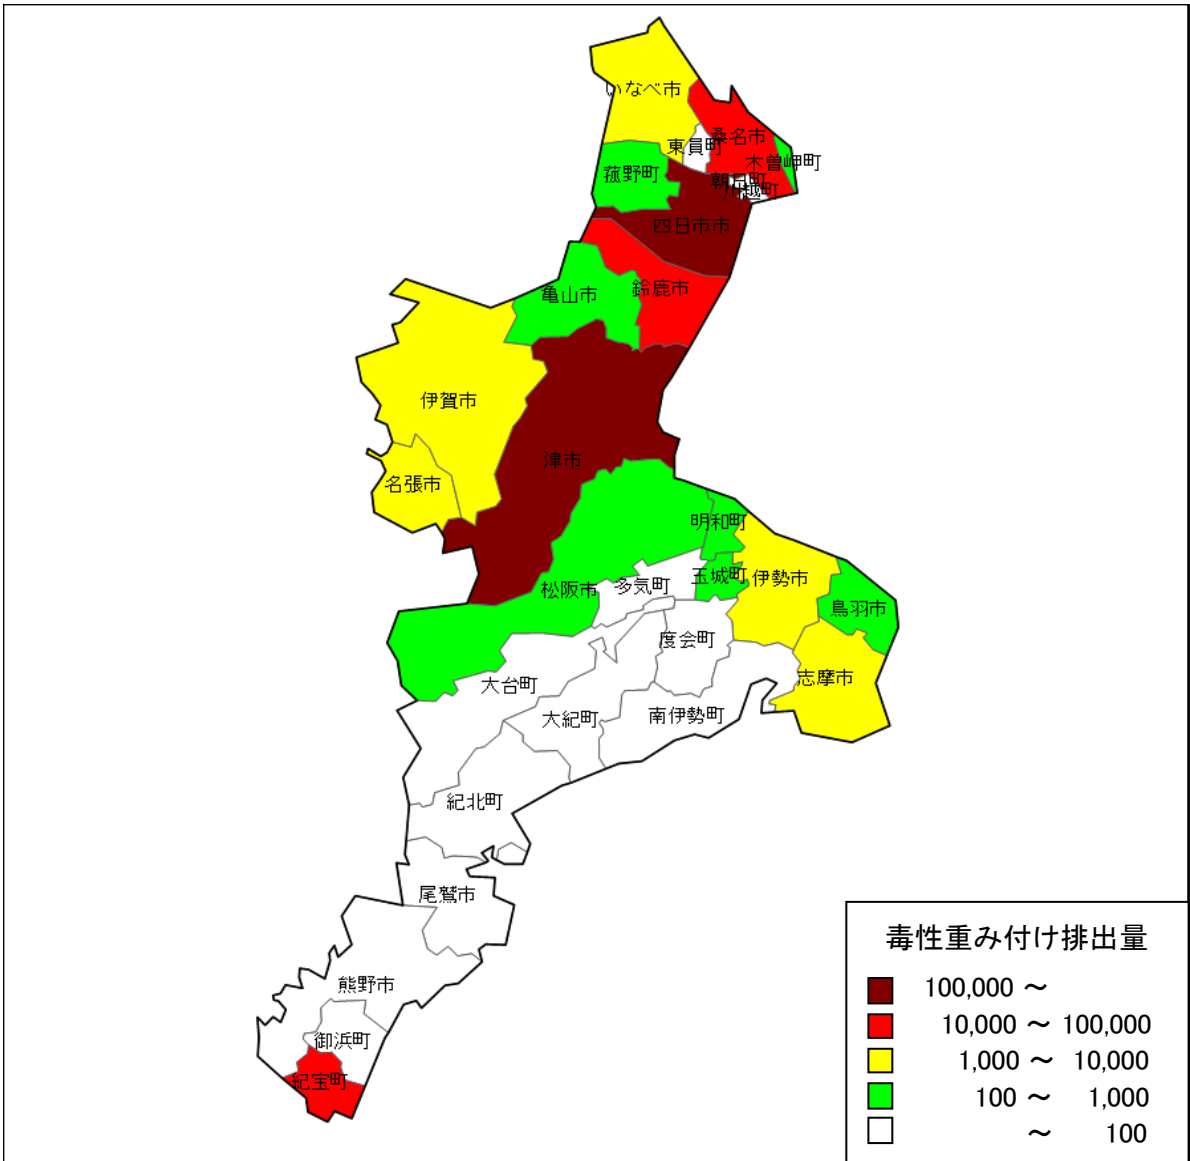 いなべ市
桑名市
東員町
木曽岬町
菰野町
朝日町
川越町
四日市市
鈴鹿市
亀山市
伊賀市
津市
名張市
明和町
玉城町
伊勢市
多気町
松阪市
鳥羽市
度会町
志摩市
大台町
大紀町
南伊勢町
紀北町
尾鷲市
熊野市
御浜町
紀宝町
毒性重み付け排出量
100,000 ～
10,000 ～ 100,000
1,000 ～ 10,000
100 ～ 1,000
～ 100